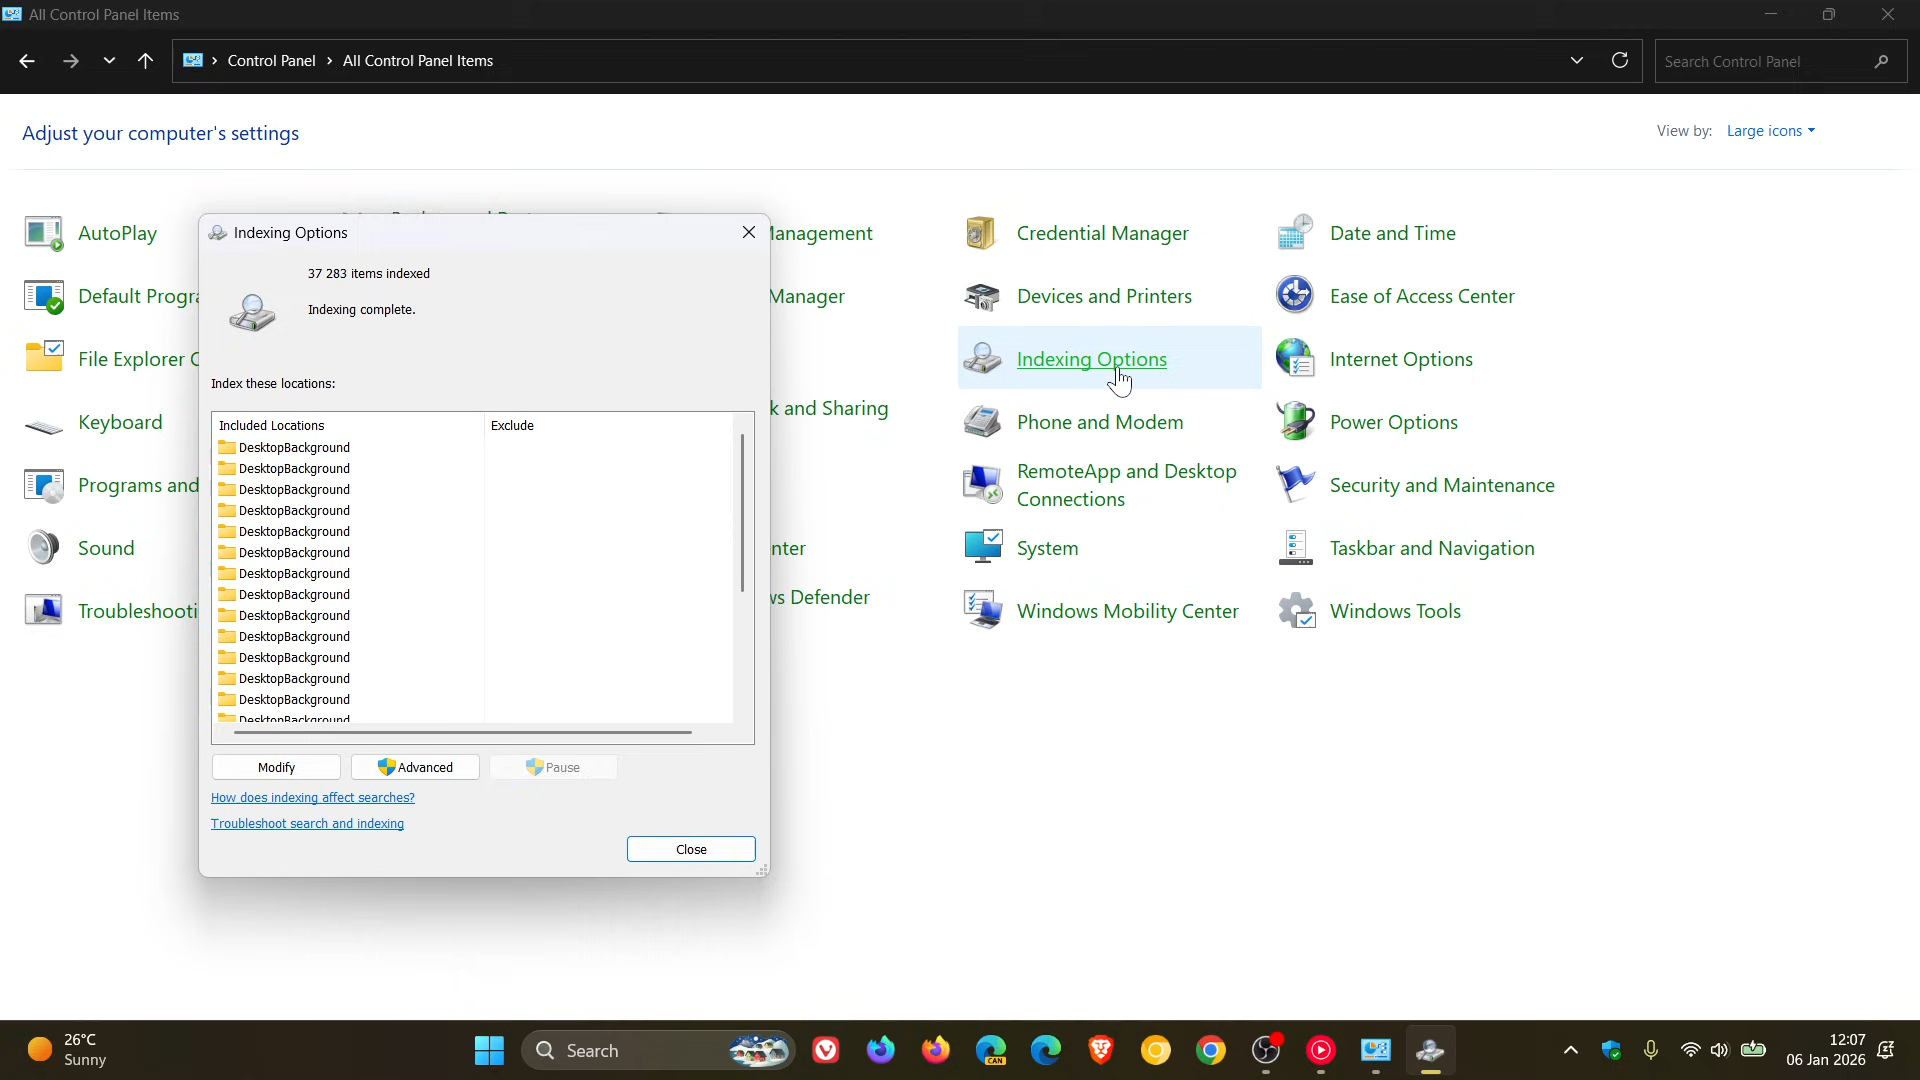 All Control Panel Items
Control Panel > All Control Panel Items
Search Control Panel
Adjust your computer's settings
View by: Large icons
AutoPlay
Default Progra
File Explorer
Keyboard
Programs and
Sound
Troubleshooti
Management
Manager
k and Sharing
nter
ws Defender
Credential Manager
Devices and Printers
Indexing Options
Phone and Modem
RemoteApp and Desktop
Connections
System
Windows Mobility Center
Date and Time
Ease of Access Center
Internet Options
Power Options
Security and Maintenance
Taskbar and Navigation
Windows Tools
Indexing Options
37 283 items indexed
Indexing complete.
Index these locations:
Included Locations
Exclude
DesktopBackground
DesktopBackground
DesktopBackground
DesktopBackground
DesktopBackground
DesktopBackground
DesktopBackground
DesktopBackground
DesktopBackground
DesktopBackground
DesktopBackground
DesktopBackground
DesktopBackground
DesktopBackground
Modify
Advanced
Pause
How does indexing affect searches?
Troubleshoot search and indexing
Close
26°C
Sunny
Search
CAN
12:07
06 Jan 2026